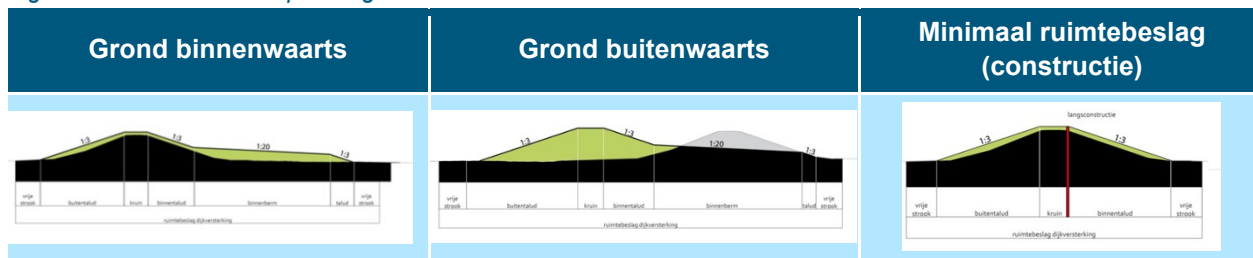 Grond binnenwaarts
Grond buitenwaarts
Minimaal ruimtebeslag
(constructie)
1:3
1:3
1:20
1:3
vrije
strook
buitentalud
kruin
binnentalud
binnenberm
talud
vrije
strook
ruimtebeslag dijkversterking
1:3
1:3
1:20
1:3
vrije
strook
buitentalud
kruin
binnentalud
binnenberm
talud
vrije
strook
ruimtebeslag dijkversterking
langsconstructie
1:3
1:3
vrije
strook
buitentalud
kruin
binnentalud
vrije
strook
ruimtebeslag dijkversterking